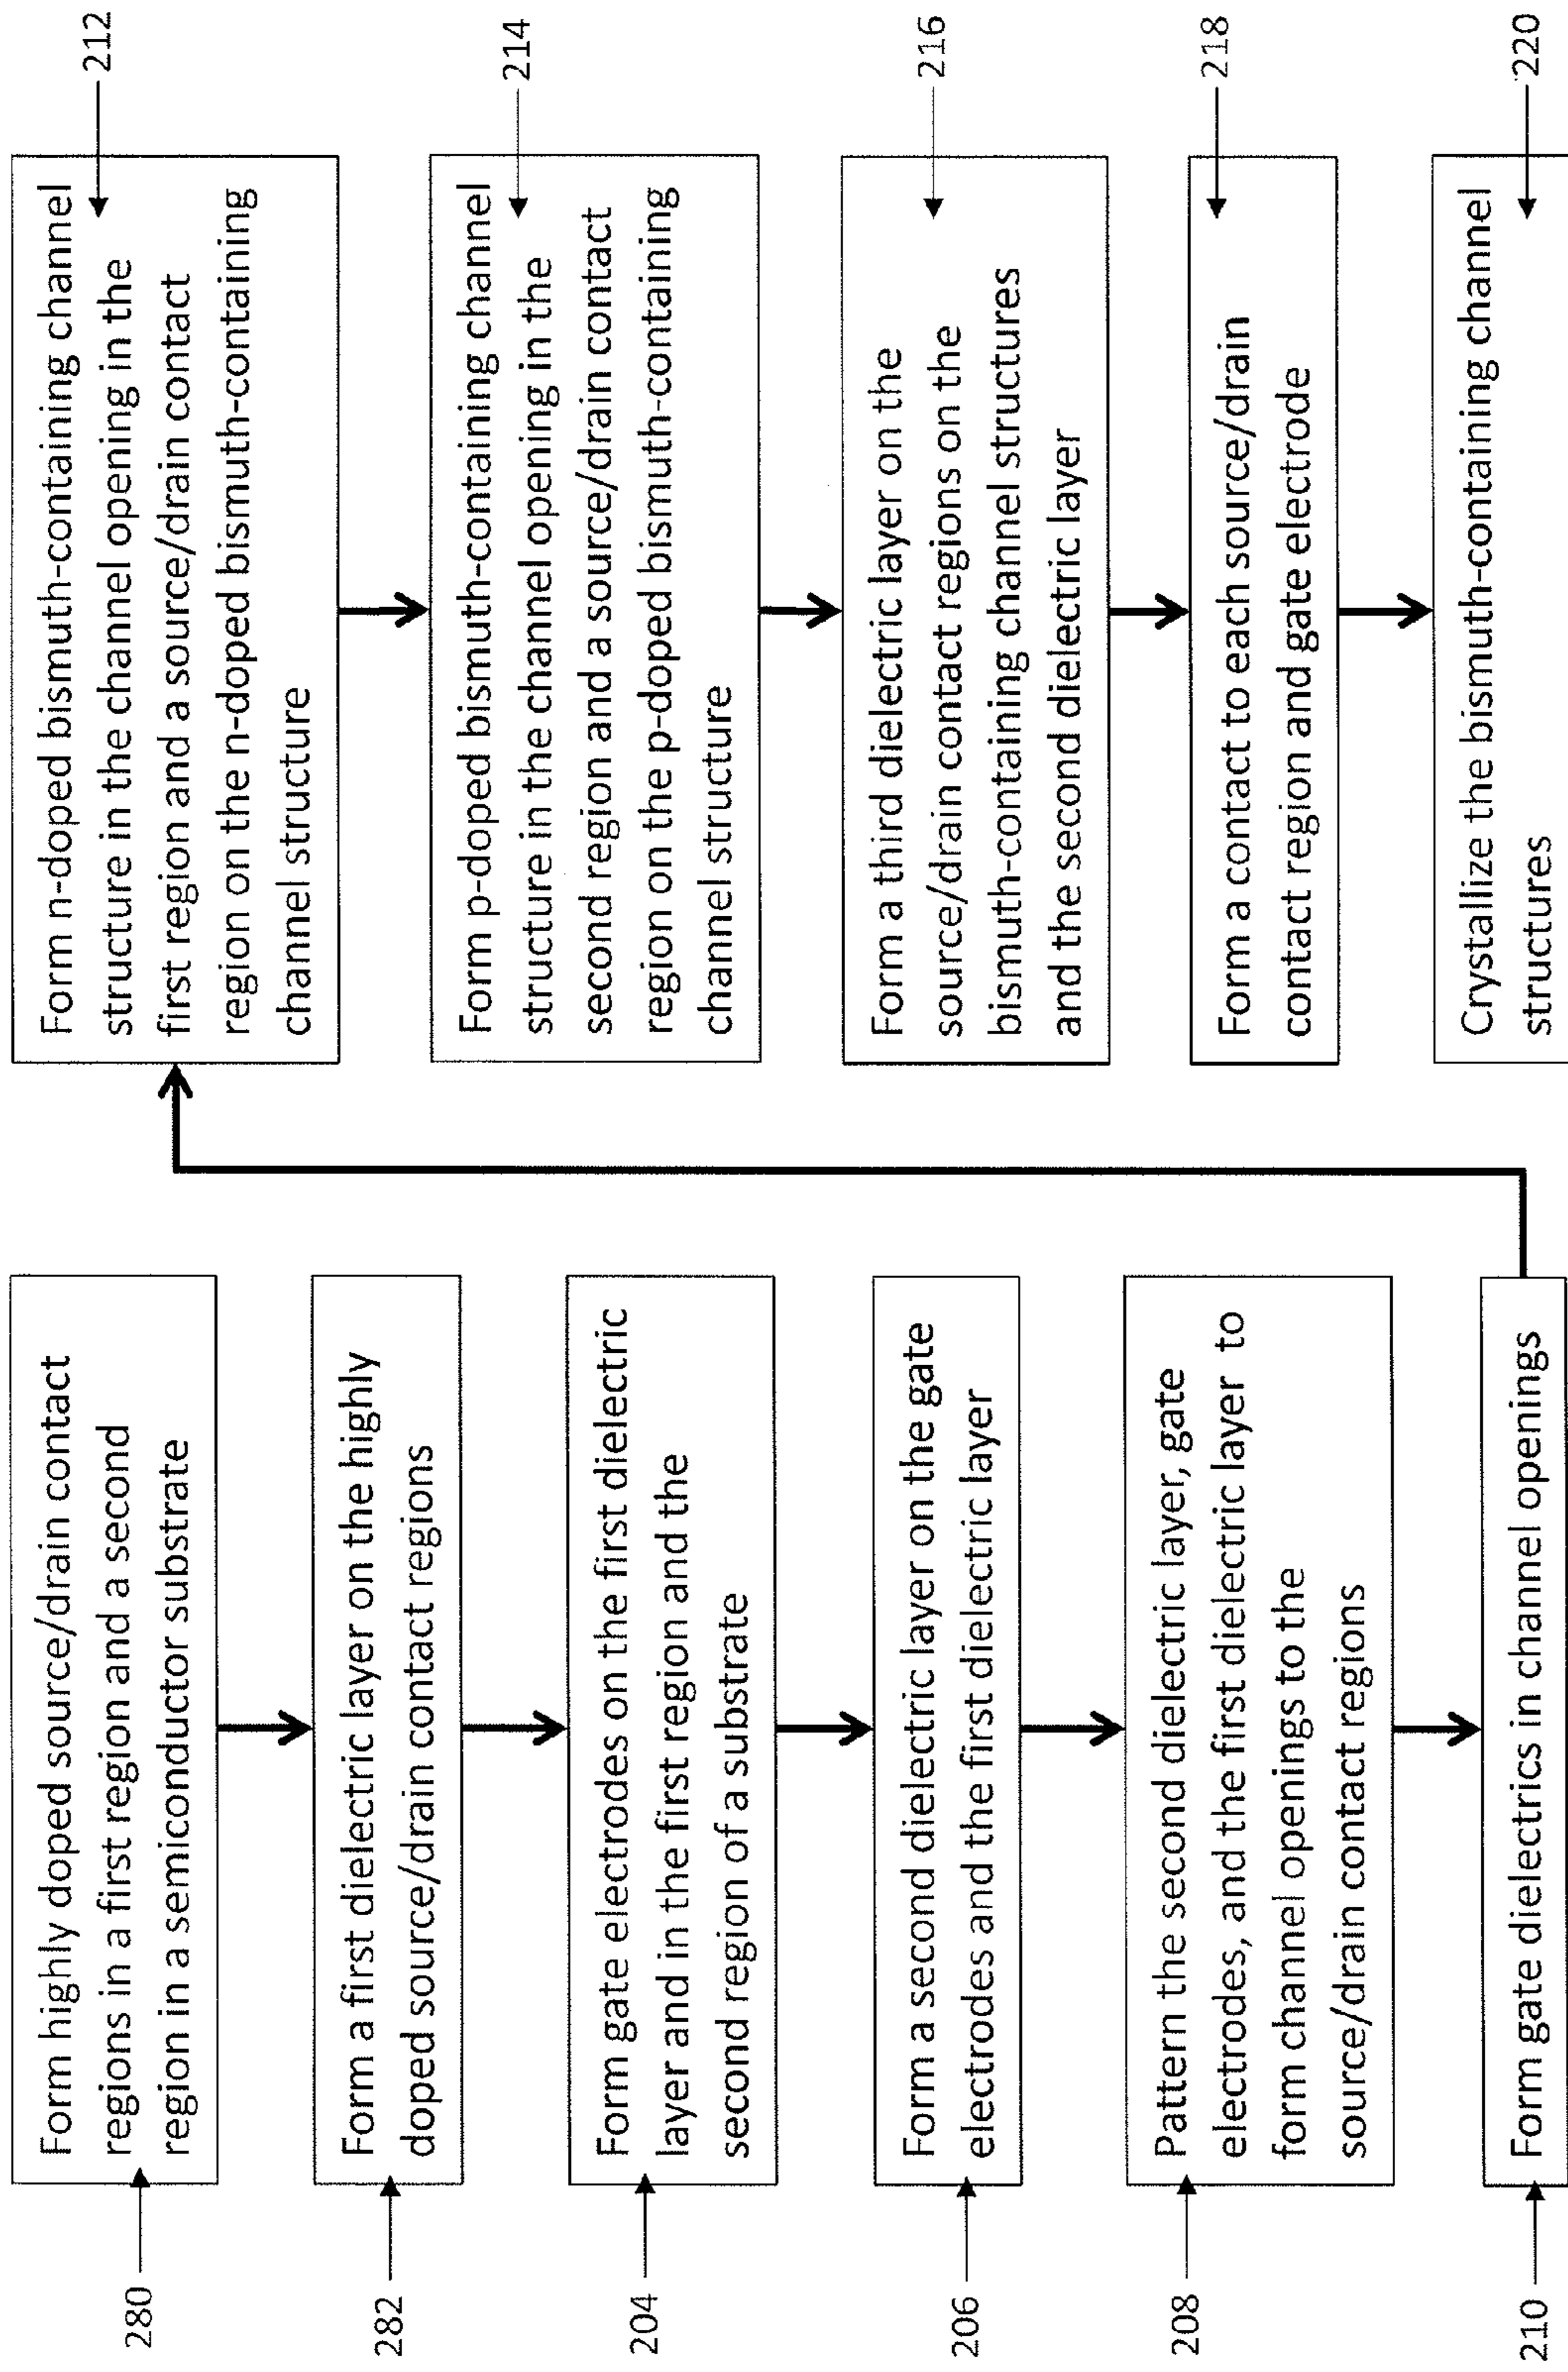 280
Form highly doped source/drain contact
regions in a first region and a second
region in a semiconductor substrate
282
Form a first dielectric layer on the highly
doped source/drain contact regions
204
Form gate electrodes on the first dielectric
layer and in the first region and the
second region of a substrate
206
Form a second dielectric layer on the gate
electrodes and the first dielectric layer
208
Pattern the second dielectric layer, gate
electrodes, and the first dielectric layer to
form channel openings to the
source/drain contact regions
210
Form gate dielectrics in channel openings
212
Form n-doped bismuth-containing channel
structure in the channel opening in the
first region and a source/drain contact
region on the n-doped bismuth-containing
channel structure
214
Form p-doped bismuth-containing channel
structure in the channel opening in the
second region and a source/drain contact
region on the p-doped bismuth-containing
channel structure
216
Form a third dielectric layer on the
source/drain contact regions on the
bismuth-containing channel structures
and the second dielectric layer
218
Form a contact to each source/drain
contact region and gate electrode
220
Crystallize the bismuth-containing channel
structures